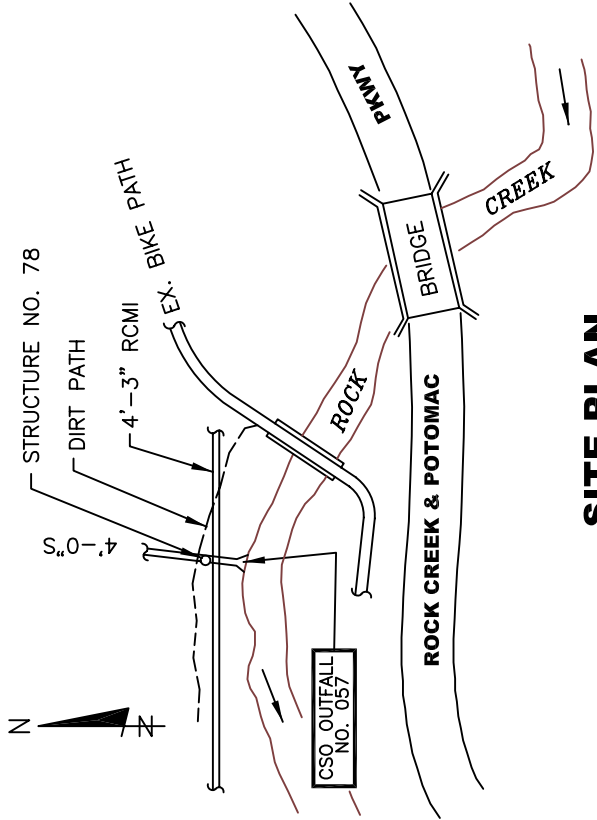 STRUCTURE NO. 78
DIRT PATH
4'-3" RCMI
EX. BIKE PATH
4'-0"S
N
N
PKWY
CREEK
BRIDGE
ROCK
ROCK CREEK & POTOMAC
CSO OUTFALL
NO. 057
SITE PLAN